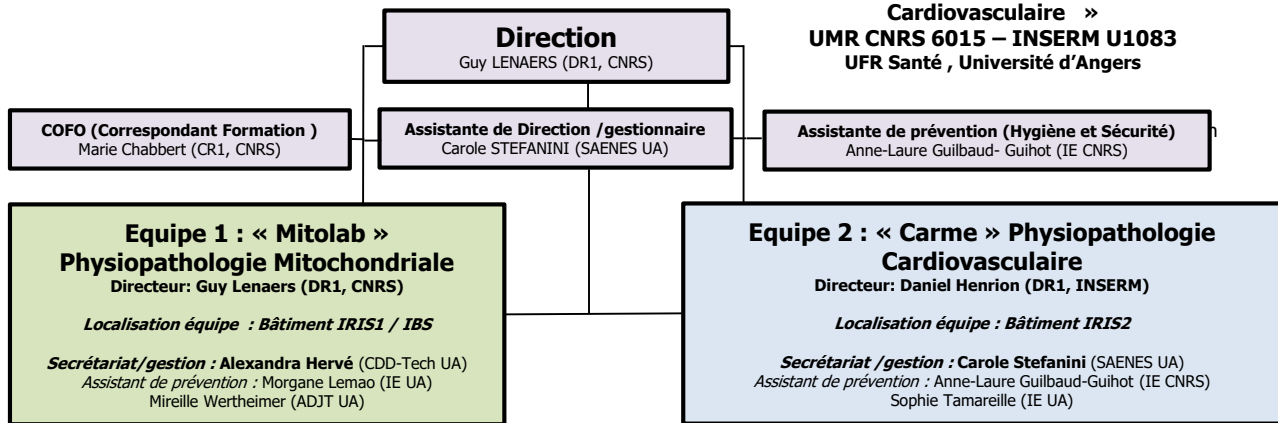 Cardiovasculaire »
UMR CNRS 6015 – INSERM U1083
UFR Santé , Université d'Angers
Direction
Guy LENAERS (DR1, CNRS)
COFO (Correspondant Formation )
Marie Chabbert (CR1, CNRS)
Assistante de Direction /gestionnaire
Carole STEFANINI (SAENES UA)
Assistante de prévention (Hygiène et Sécurité)
Anne-Laure Guilbaud- Guihot (IE CNRS)
Equipe 1 : « Mitolab »
Physiopathologie Mitochondriale
Directeur: Guy Lenaers (DR1, CNRS)
Localisation équipe : Bâtiment IRIS1 / IBS
Secrétariat/gestion : Alexandra Hervé (CDD-Tech UA)
Assistant de prévention : Morgane Lemao (IE UA)
Mireille Wertheimer (ADJT UA)
Equipe 2 : « Carme » Physiopathologie
Cardiovasculaire
Directeur: Daniel Henrion (DR1, INSERM)
Localisation équipe : Bâtiment IRIS2
Secrétariat /gestion : Carole Stefanini (SAENES UA)
Assistant de prévention : Anne-Laure Guilbaud-Guihot (IE CNRS)
Sophie Tamareille (IE UA)